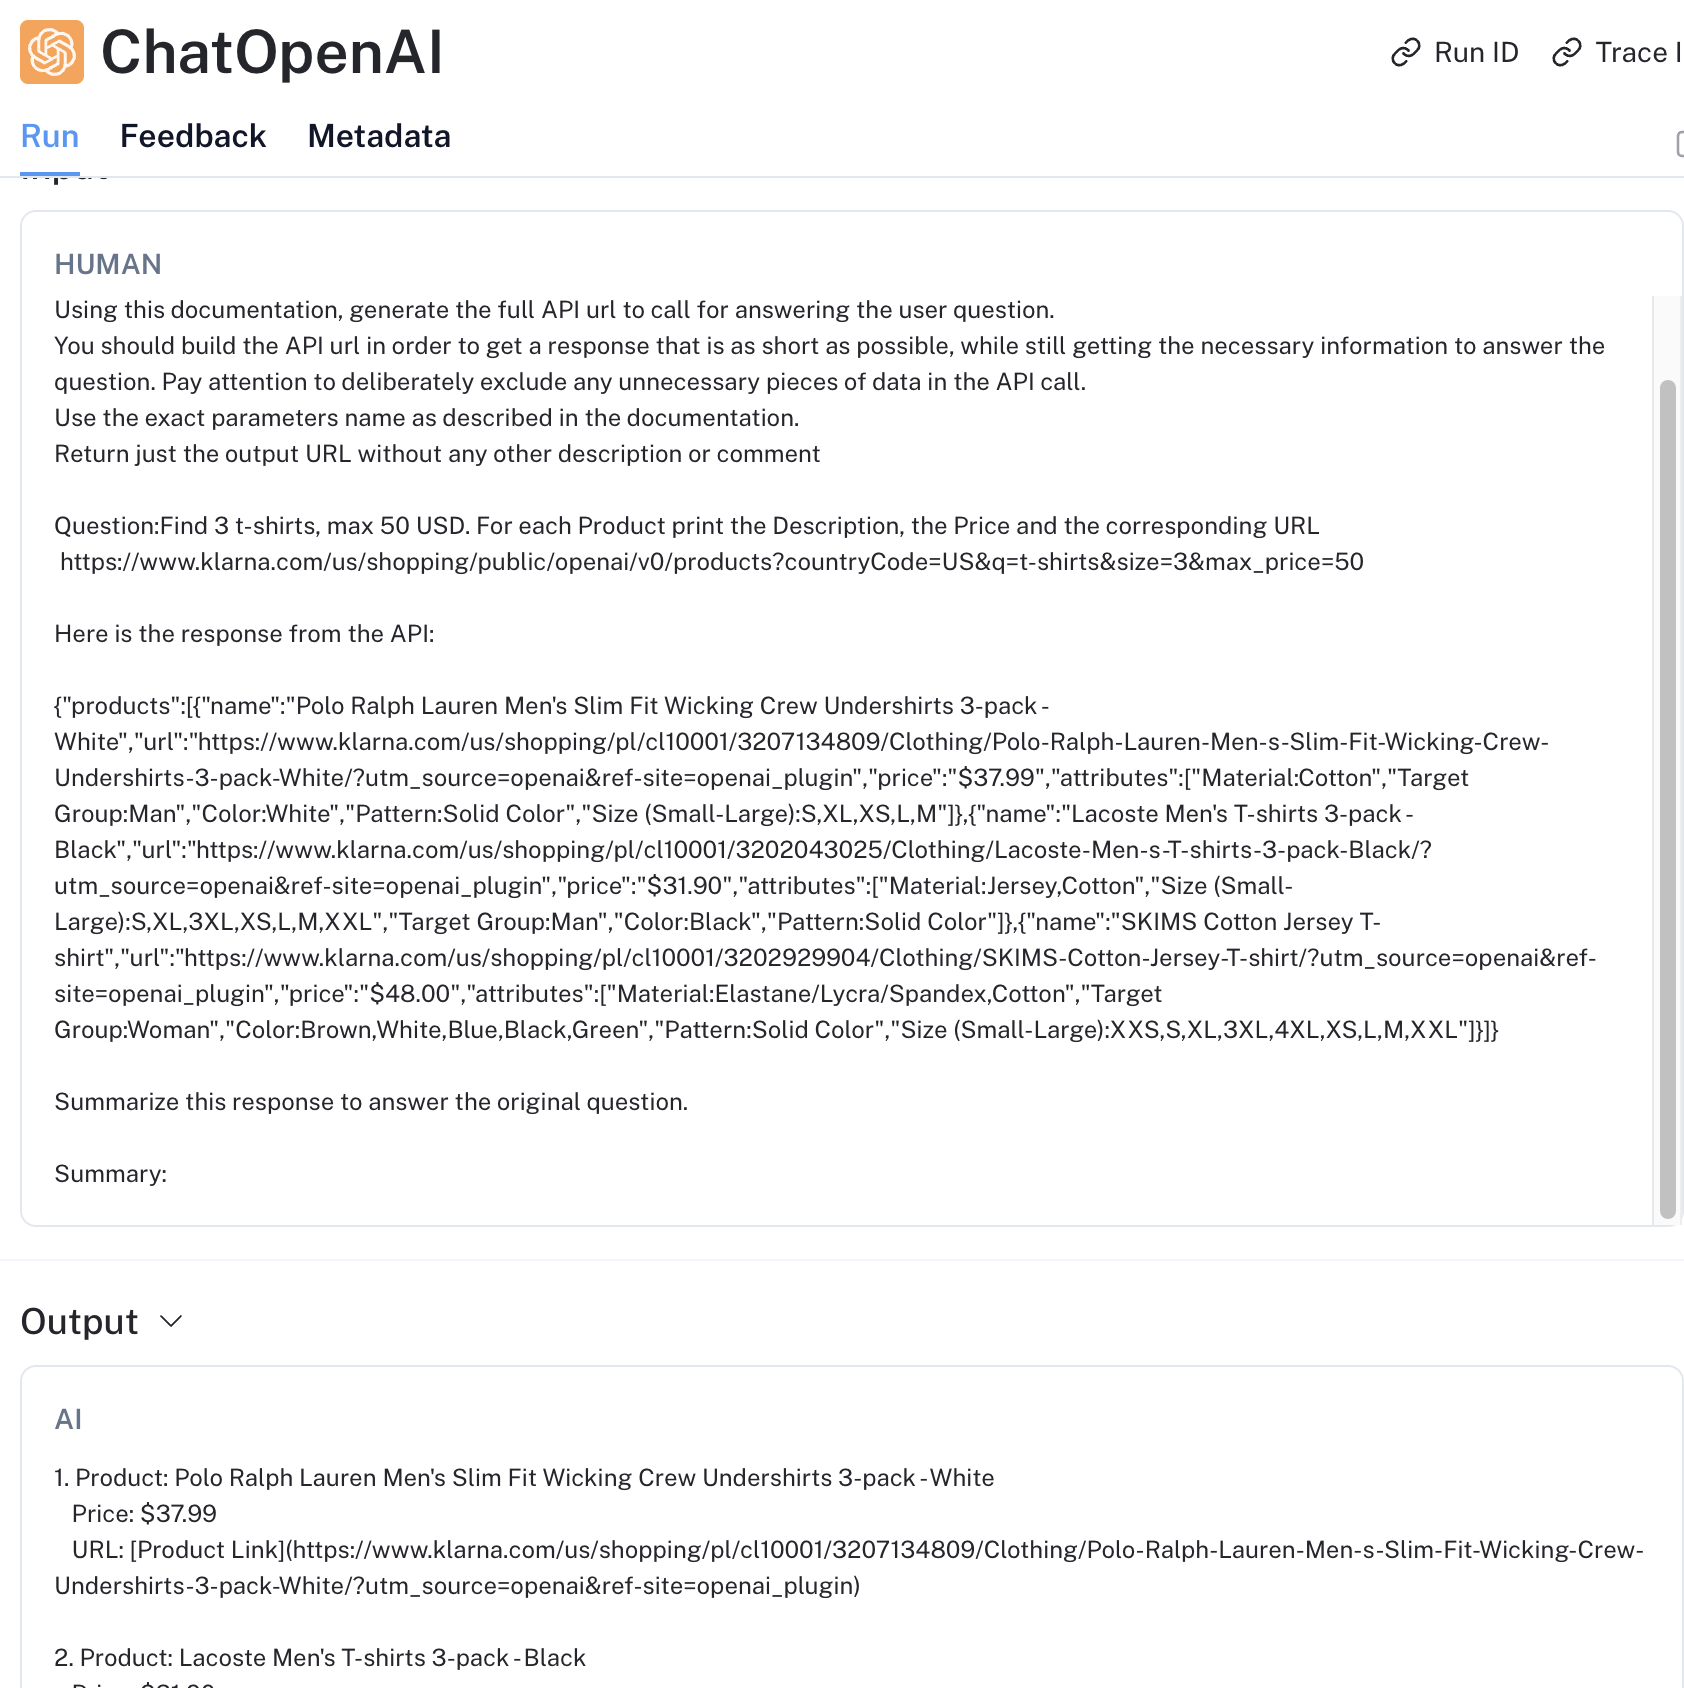 ChatOpenAI
Run ID
Trace I
Run
Feedback
Metadata
Input
HUMAN
Using this documentation, generate the full API url to call for answering the user question.
You should build the API url in order to get a response that is as short as possible, while still getting the necessary information to answer the
question. Pay attention to deliberately exclude any unnecessary pieces of data in the API call.
Use the exact parameters name as described in the documentation.
Return just the output URL without any other description or comment
Question:Find 3 t-shirts, max 50 USD. For each Product print the Description, the Price and the corresponding URL
https://www.klarna.com/us/shopping/public/openai/v0/products?countryCode=US&q=t-shirts&size=3&max_price=50
Here is the response from the API:
{"products":[{"name":"Polo Ralph Lauren Men's Slim Fit Wicking Crew Undershirts 3-pack -
White","url":"https://www.klarna.com/us/shopping/pl/cl10001/3207134809/Clothing/Polo-Ralph-Lauren-Men-s-Slim-Fit-Wicking-Crew-
Undershirts-3-pack-White/?utm_source=openai&ref-site=openai_plugin","price":"$37.99","attributes":["Material:Cotton","Target
Group:Man","Color:White","Pattern:Solid Color","Size (Small-Large):S,XL,XS,L,M"]},{"name":"Lacoste Men's T-shirts 3-pack -
Black","url":"https://www.klarna.com/us/shopping/pl/cl10001/3202043025/Clothing/Lacoste-Men-s-T-shirts-3-pack-Black/?
utm_source=openai&ref-site=openai_plugin","price":"$31.90","attributes":["Material:Jersey,Cotton","Size (Small-
Large):S,XL,3XL,XS,L,M,XXL","Target Group:Man","Color:Black","Pattern:Solid Color"]},{"name":"SKIMS Cotton Jersey T-
shirt","url":"https://www.klarna.com/us/shopping/pl/cl10001/3202929904/Clothing/SKIMS-Cotton-Jersey-T-shirt/?utm_source=openai&ref-
site=openai_plugin","price":"$48.00","attributes":["Material:Elastane/Lycra/Spandex,Cotton","Target
Group:Woman","Color:Brown,White,Blue,Black,Green","Pattern:Solid Color","Size (Small-Large):XXS,S,XL,3XL,4XL,XS,L,M,XXL"]}]}
Summarize this response to answer the original question.
Summary:
Output
AI
1. Product: Polo Ralph Lauren Men's Slim Fit Wicking Crew Undershirts 3-pack - White
Price: $37.99
URL: [Product Link](https://www.klarna.com/us/shopping/pl/cl10001/3207134809/Clothing/Polo-Ralph-Lauren-Men-s-Slim-Fit-Wicking-Crew-
Undershirts-3-pack-White/?utm_source=openai&ref-site=openai_plugin)
2. Product: Lacoste Men's T-shirts 3-pack - Black
Price: $31.90